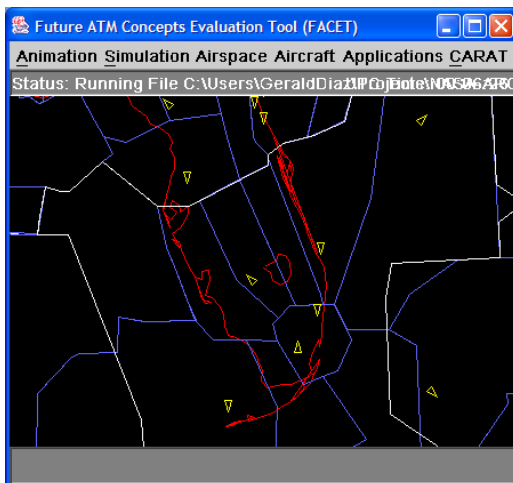 Future ATM Concepts Evaluation Tool (FACET)
Animation Simulation Airspace Aircraft Applications CARAT
Status: Running File C:\Users\GeraldDiaz